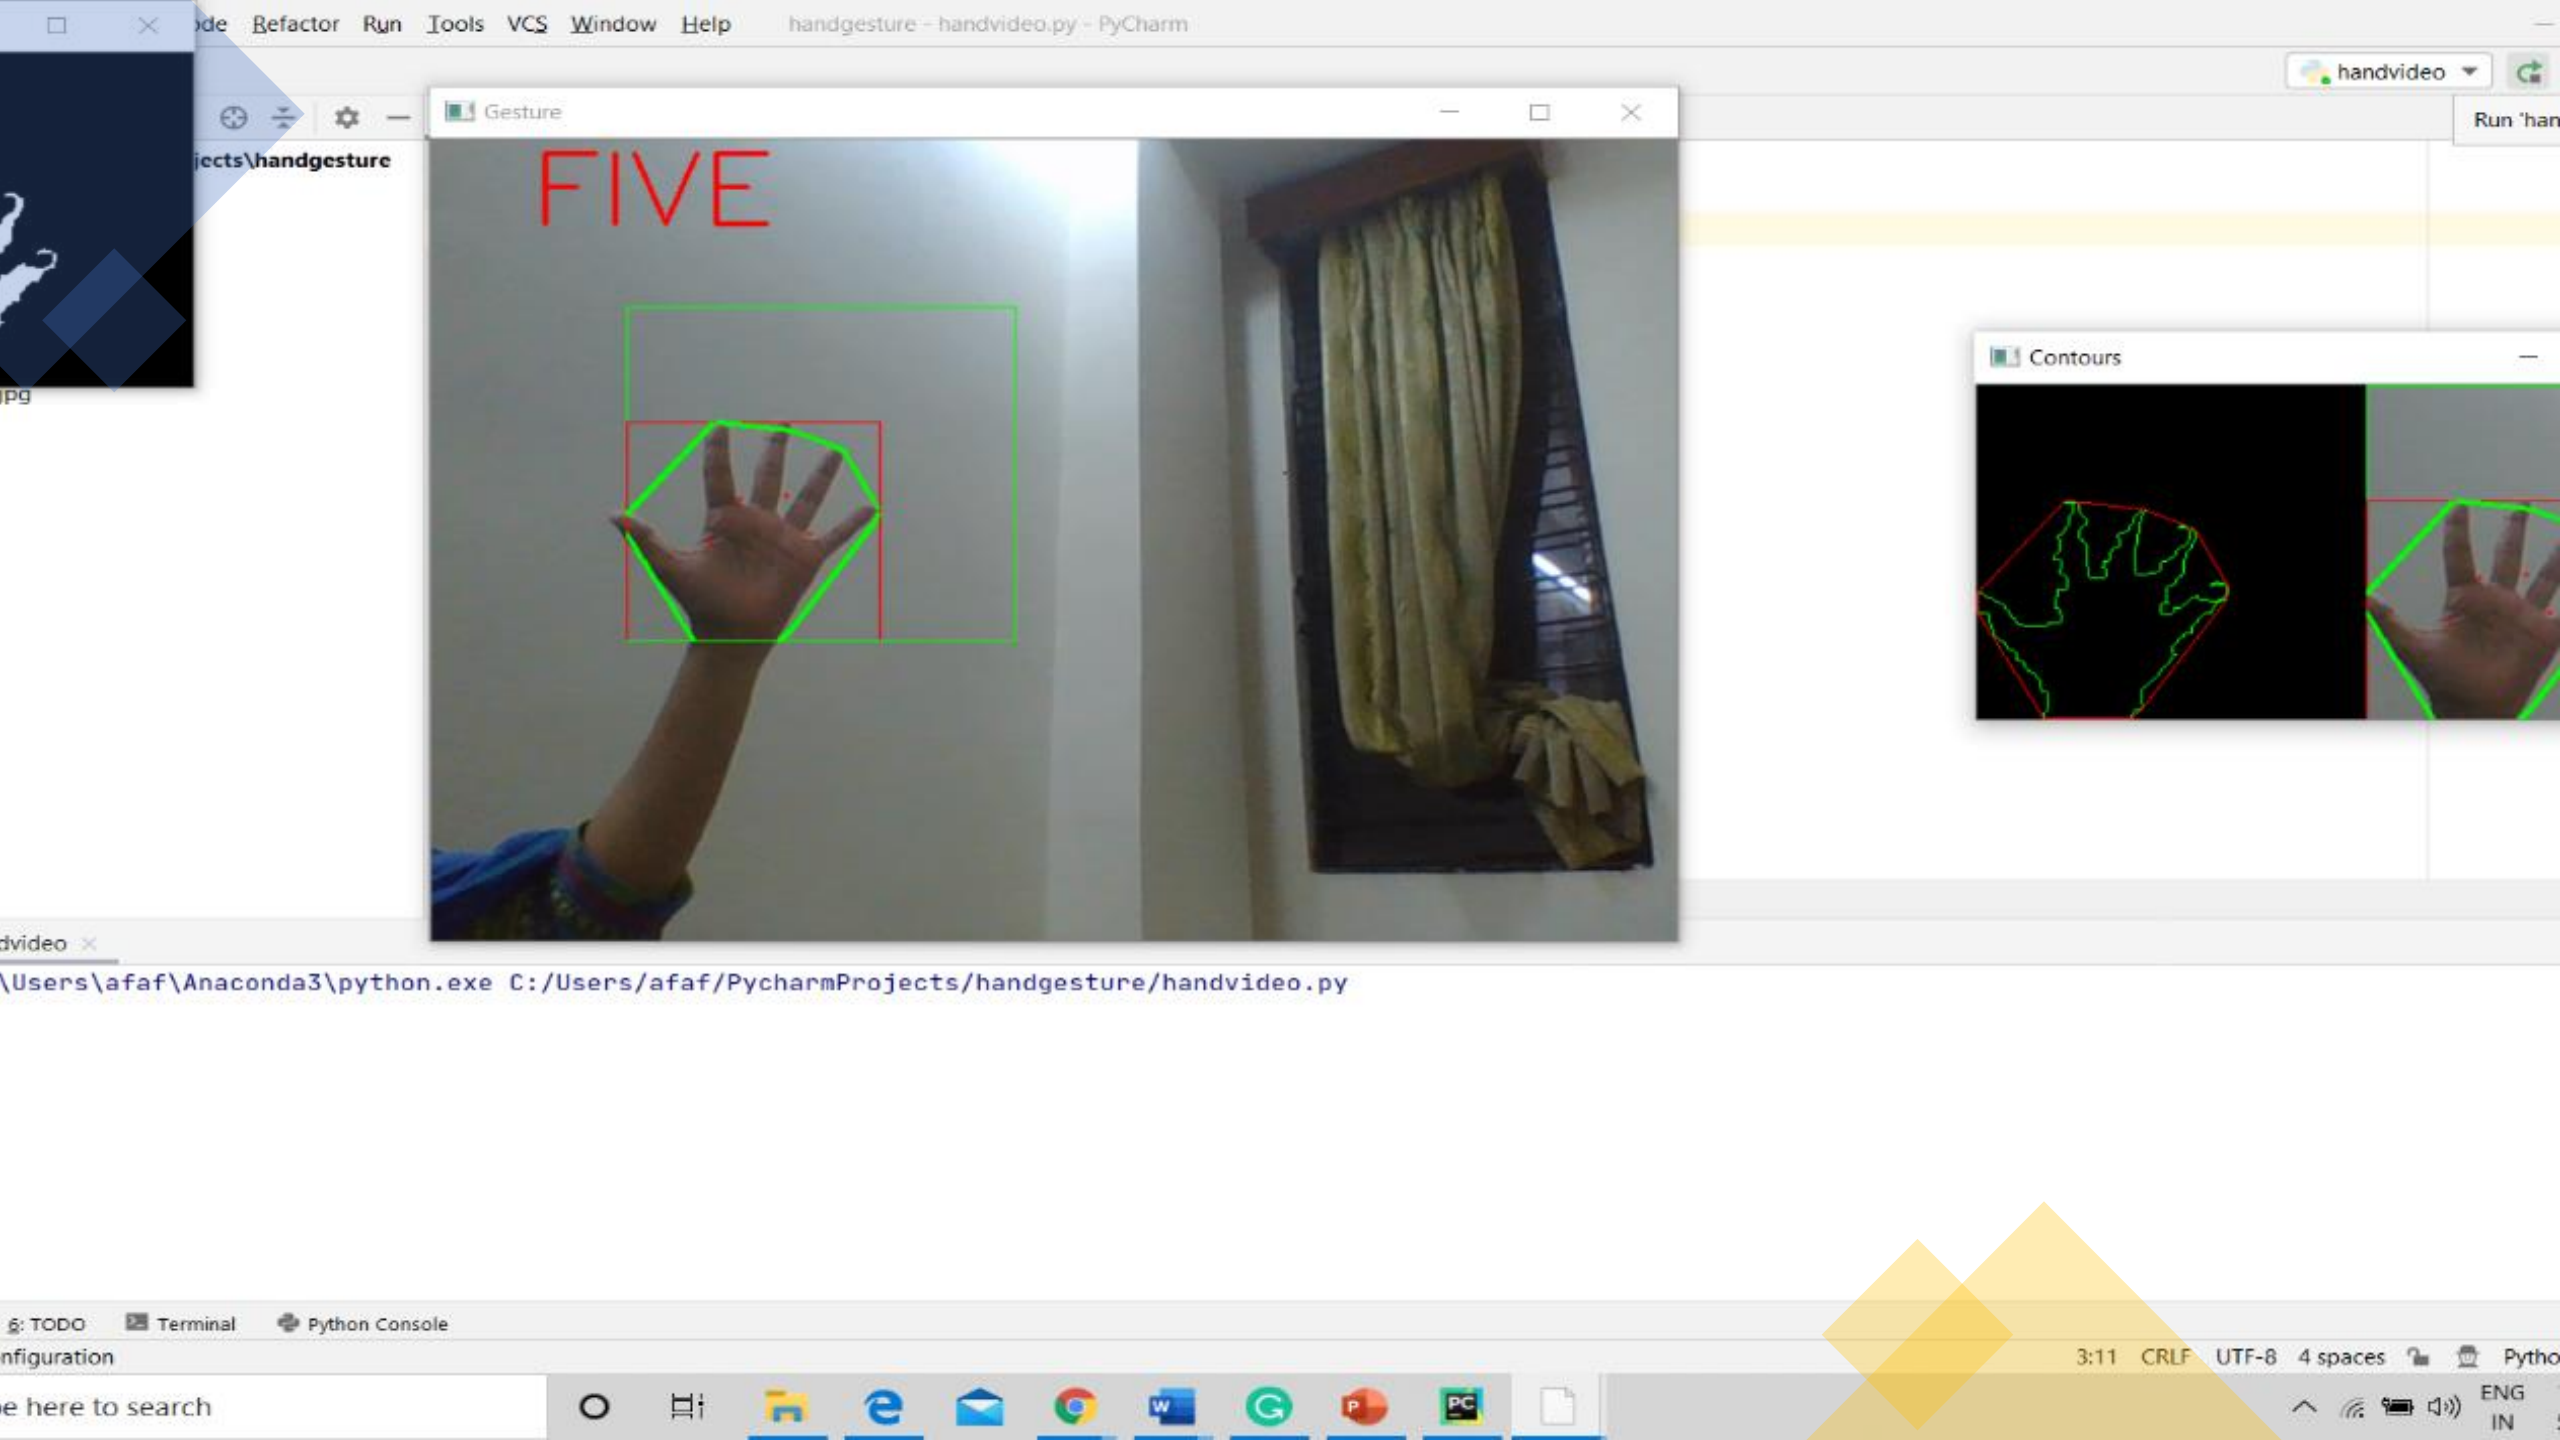 ode Refactor Run Tools VCS Window Help handgesture - handvideo.py - PyCharm
handvideo
Run 'han
Gesture
jects\handgesture
FIVE
Contours
jpg
dvideo
\Users\afaf\Anaconda3\python.exe C:/Users/afaf/PycharmProjects/handgesture/handvideo.py
6: TODO Terminal Python Console
nfiguration
3:11 CRLF UTF-8 4 spaces Pytho
e here to search
ENG
IN